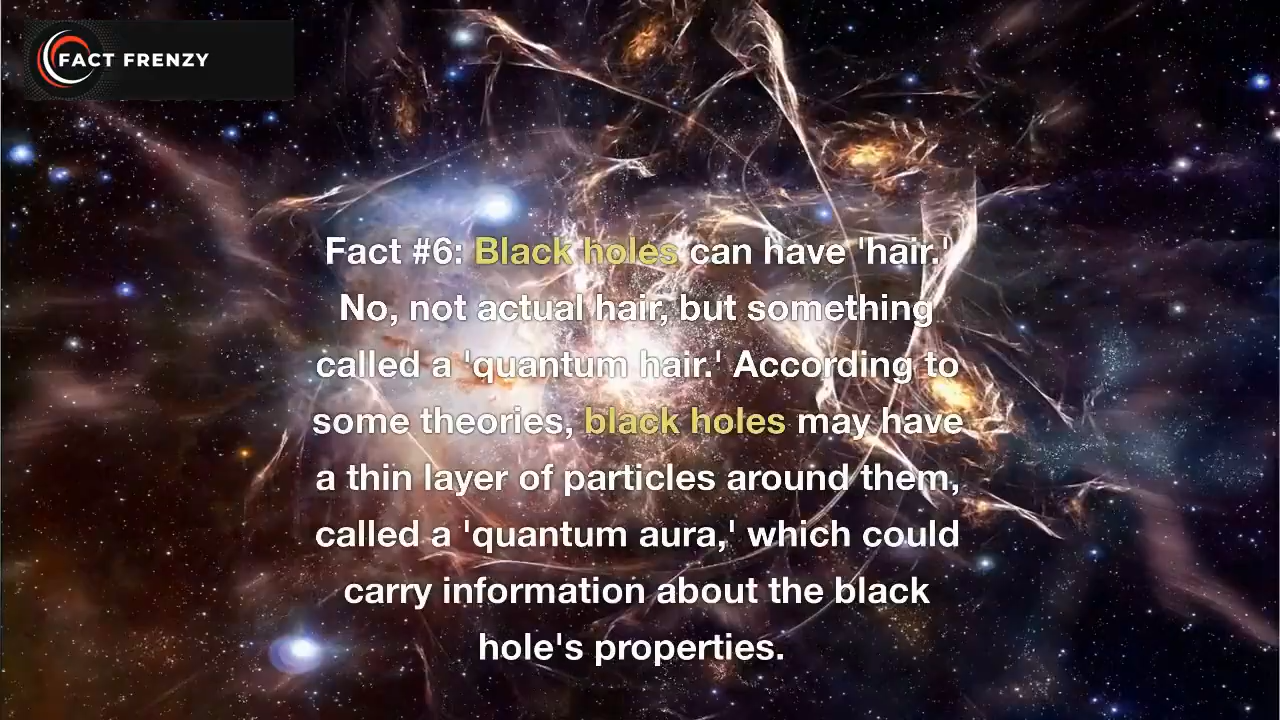 FACT FRENZY
Fact #6: Black holes can have 'hair.'
No, not actual hair, but something
called a 'quantum hair.' According to
some theories, black holes may have
a thin layer of particles around them,
called a 'quantum aura,' which could
carry information about the black
hole's properties.